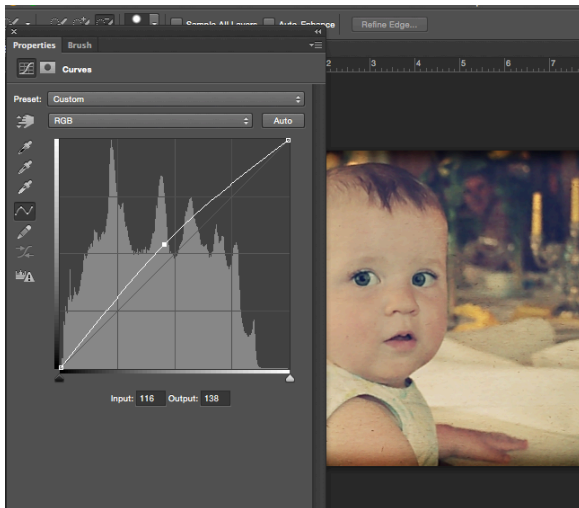 Sample All Layers Auto-Enhance Refine Edge...
Properties Brush
Curves
2 3 4 5 6 7
Preset: Custom
RGB Auto
Input: 116 Output: 138